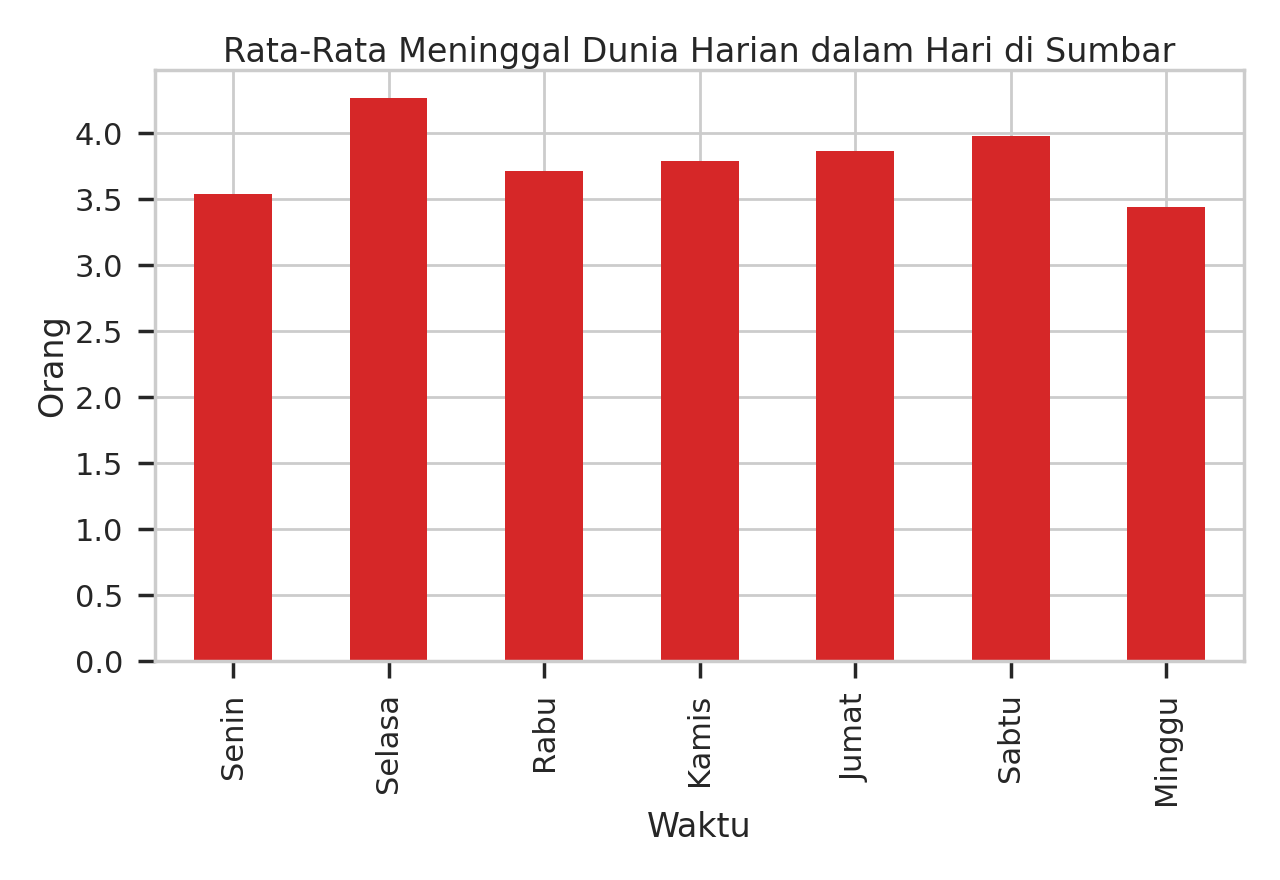 Rata-Rata Meninggal Dunia Harian dalam Hari di Sumbar
Orang
4.0
3.5
3.0
2.5
2.0
1.5
1.0
0.5
0.0
Senin
Selasa
Rabu
Kamis
Jumat
Sabtu
Minggu
Waktu